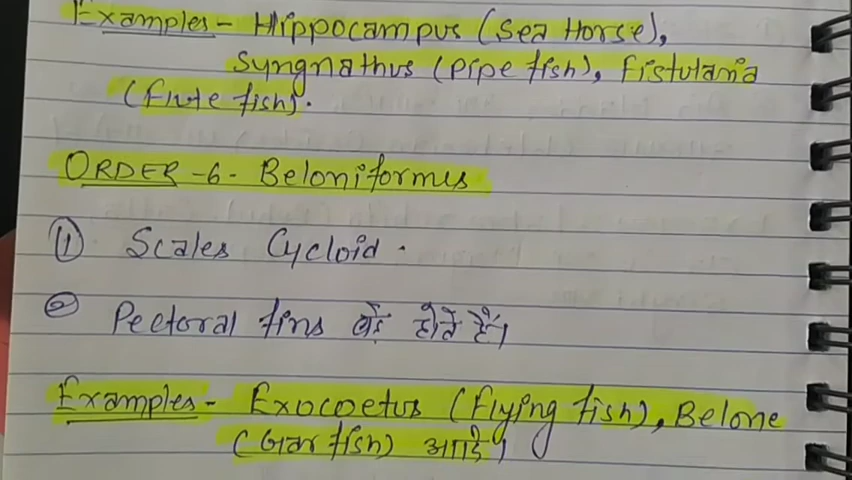 Examples - Hippocampus (Sea Horse),
Syngnathus (Pipe fish), Fistularia
(Flute fish).
ORDER -6- Beloniformes
① Scales Cycloid.
② Pectoral fins बड़े होते हैं।
Examples - Exocoetus (Flying fish), Belone
(Gar fish) आदि।